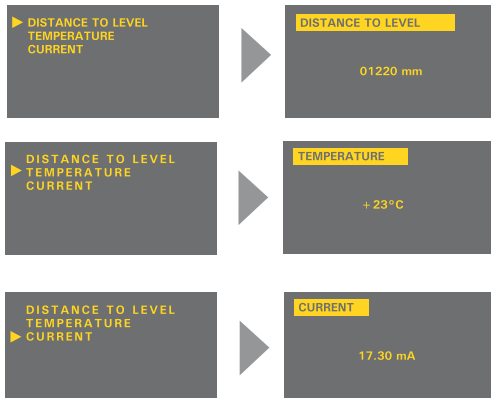 DISTANCE TO LEVEL
TEMPERATURE
CURRENT
DISTANCE TO LEVEL
01220 mm
DISTANCE TO LEVEL
TEMPERATURE
CURRENT
TEMPERATURE
+23°C
DISTANCE TO LEVEL
TEMPERATURE
CURRENT
CURRENT
17.30 mA